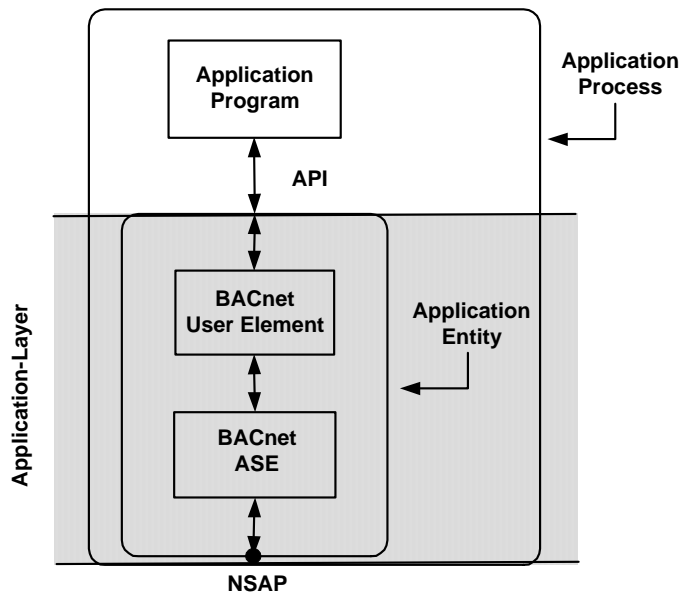 Application
Program
Application
Process
API
BACnet
User Element
Application
Entity
BACnet
ASE
Application-Layer
NSAP